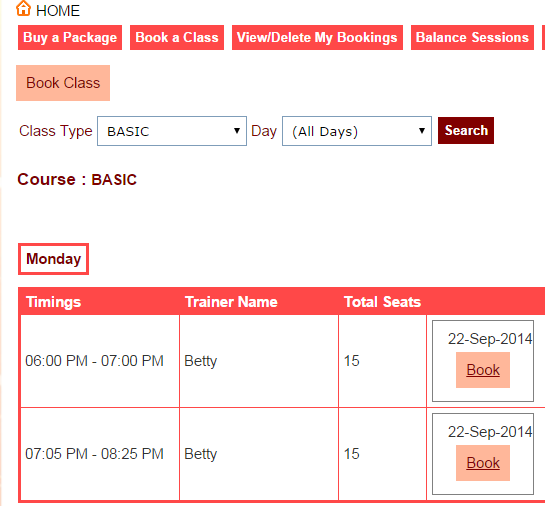 HOME
Buy a Package Book a Class View/Delete My Bookings Balance Sessions
Book Class
Class Type BASIC Day (All Days) Search
Course : BASIC
Monday
Timings Trainer Name Total Seats
06:00 PM - 07:00 PM Betty 15 22-Sep-2014
Book
07:05 PM - 08:25 PM Betty 15 22-Sep-2014
Book